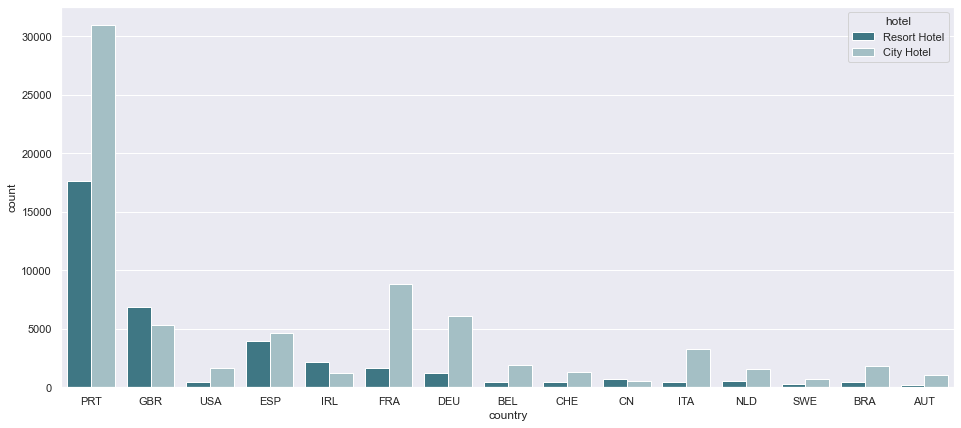 hotel
Resort Hotel
City Hotel
30000
25000
20000
15000
10000
5000
0
count
PRT GBR USA ESP IRL FRA DEU BEL CHE CN ITA NLD SWE BRA AUT
country